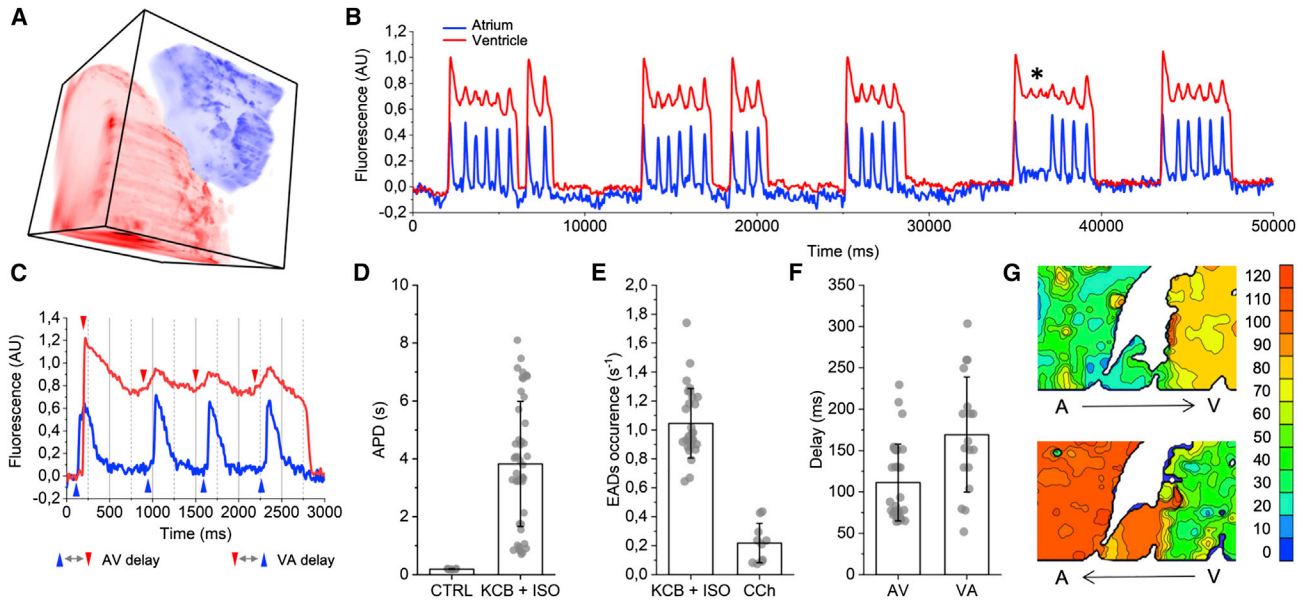 A
B
Atrium
Ventricle
Fluorescence (AU)
1,2
1,0
0,8
0,6
0,4
0,2
0,0
-0,2
*
0 10000 20000 30000 40000 50000
Time (ms)
C
Fluorescence (AU)
1,4
1,2
1,0
0,8
0,6
0,4
0,2
0,0
-0,2
0 500 1000 1500 2000 2500 3000
Time (ms)
AV delay
VA delay
D
APD (s)
10
8
6
4
2
0
CTRL KCB + ISO
E
EADs occurence (s⁻¹)
2,0
1,8
1,6
1,4
1,2
1,0
0,8
0,6
0,4
0,2
0,0
KCB + ISO CCh
F
Delay (ms)
350
300
250
200
150
100
50
0
AV VA
G
A V
A V
120
110
100
90
80
70
60
50
40
30
20
10
0